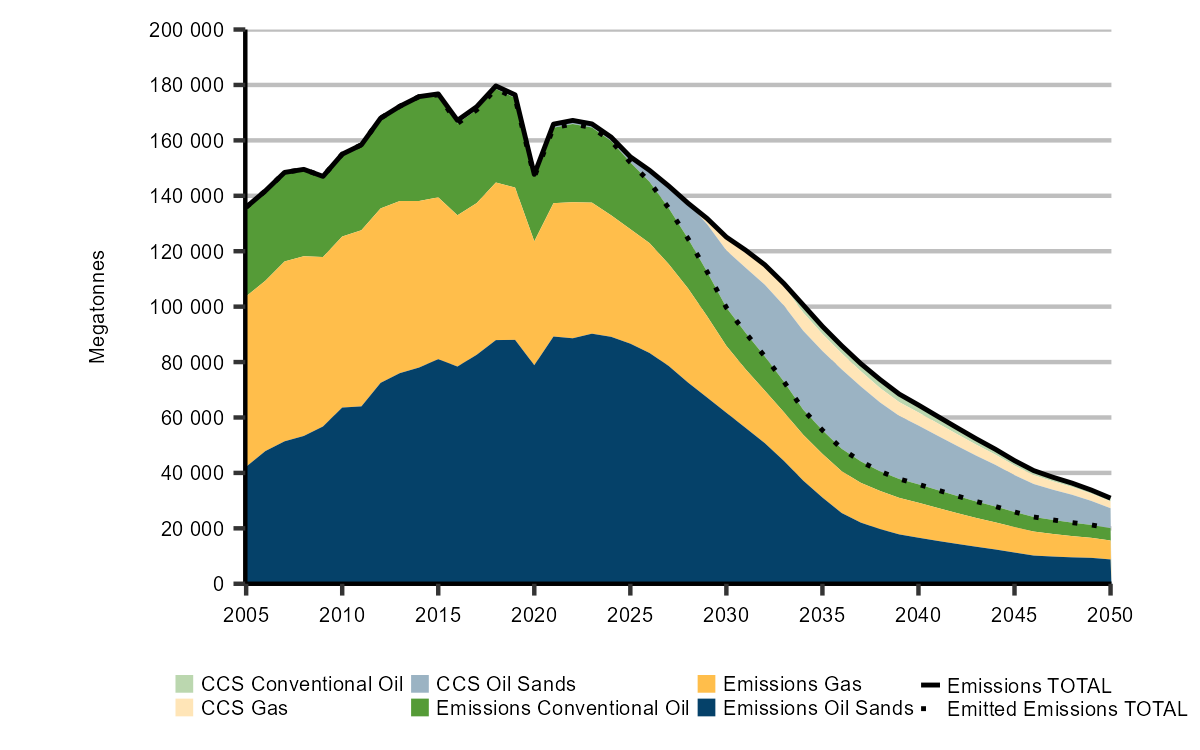 200 000
180 000
160 000
140 000
120 000
100 000
80 000
60 000
40 000
20 000
0
Megatonnes
2005 2010 2015 2020 2025 2030 2035 2040 2045 2050
CCS Conventional Oil CCS Oil Sands Emissions Gas Emissions TOTAL
CCS Gas Emissions Conventional Oil Emissions Oil Sands Emitted Emissions TOTAL